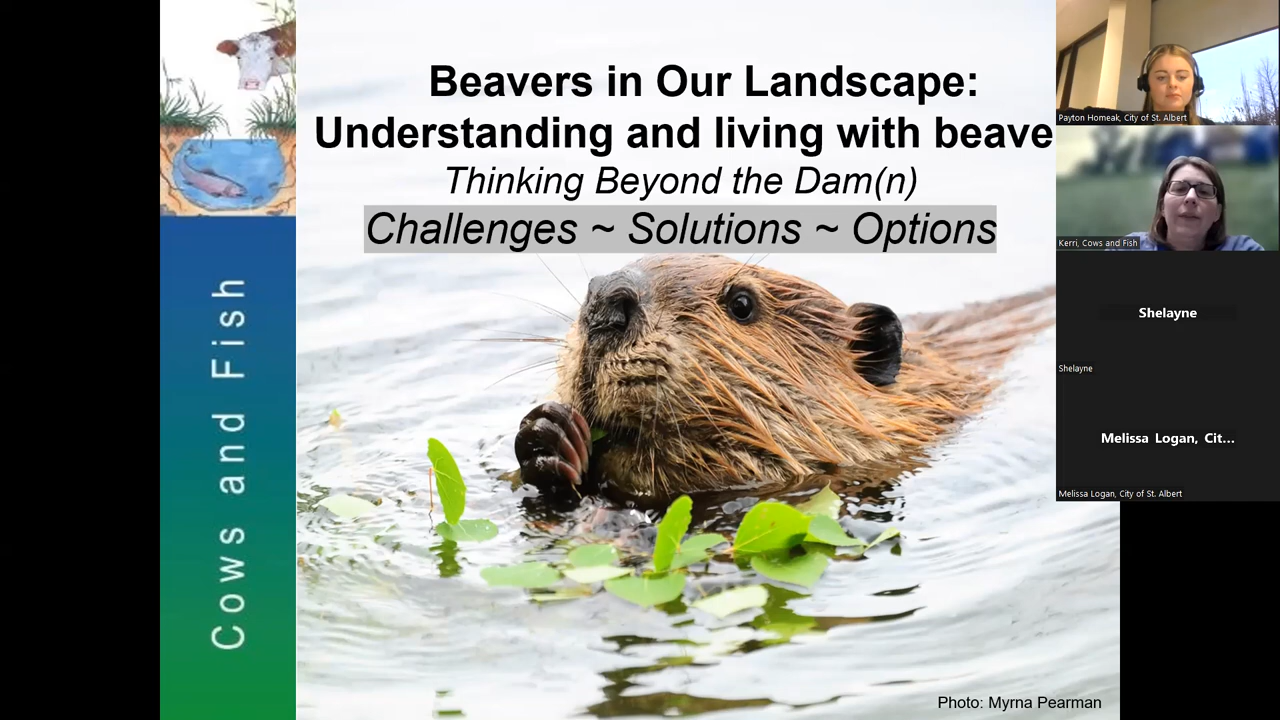 Beavers in Our Landscape:
Understanding and living with beave
Thinking Beyond the Dam(n)
Challenges ~ Solutions ~ Options
Cows and Fish
Photo: Myrna Pearman
Payton Homeak, City of St. Albert
Kerri, Cows and Fish
Shelayne
Shelayne
Melissa Logan, Cit...
Melissa Logan, City of St. Albert